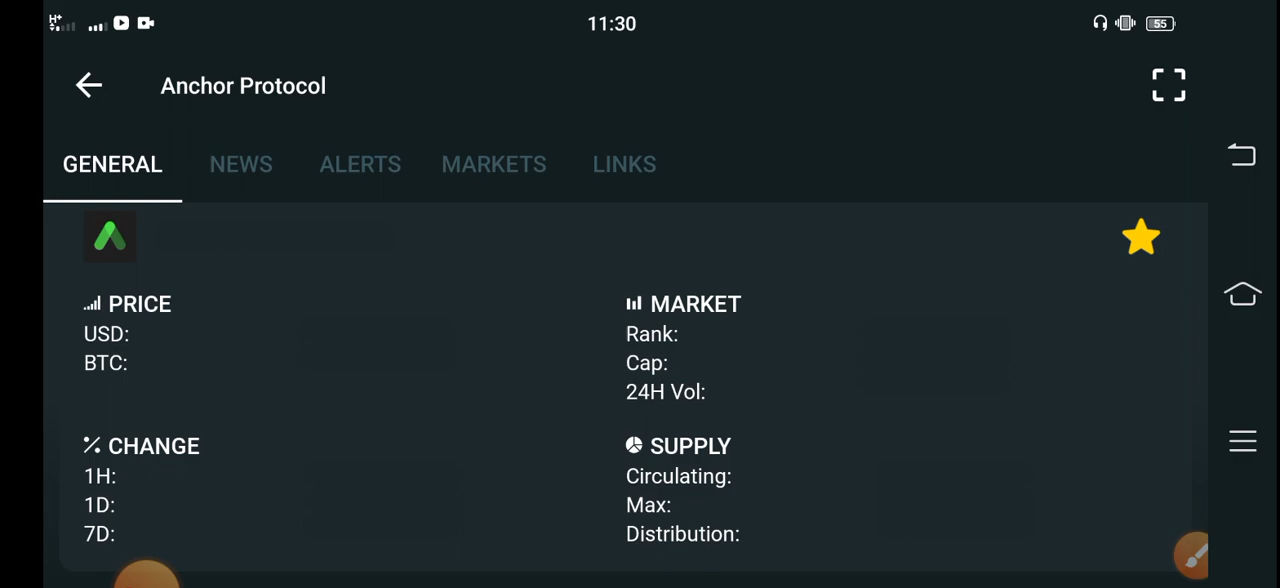 H+ 11:30 55
Anchor Protocol
GENERAL NEWS ALERTS MARKETS LINKS
PRICE
USD:
BTC:
MARKET
Rank:
Cap:
24H Vol:
CHANGE
1H:
1D:
7D:
SUPPLY
Circulating:
Max:
Distribution: